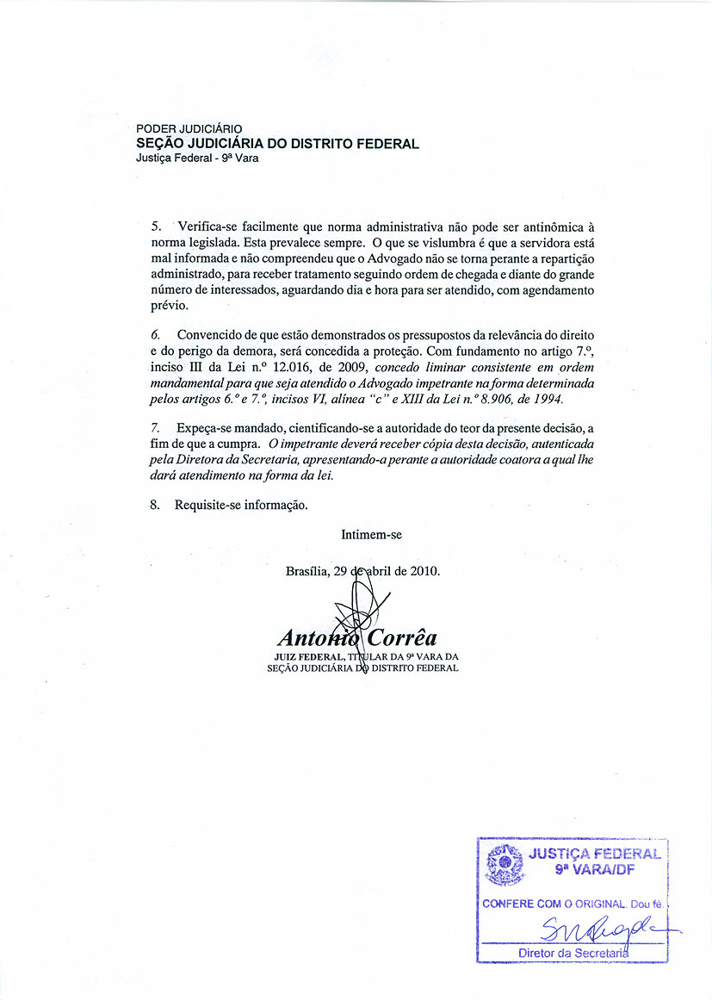 PODER JUDICIÁRIO
SEÇÃO JUDICIÁRIA DO DISTRITO FEDERAL
Justiça Federal - 9ª Vara
5. Verifica-se facilmente que norma administrativa não pode ser antinômica à
norma legislada. Esta prevalece sempre. O que se vislumbra é que a servidora está
mal informada e não compreendeu que o Advogado não se torna perante a repartição
administrado, para receber tratamento seguindo ordem de chegada e diante do grande
número de interessados, aguardando dia e hora para ser atendido, com agendamento
prévio.
6. Convencido de que estão demonstrados os pressupostos da relevância do direito
e do perigo da demora, será concedida a proteção. Com fundamento no artigo 7.º,
inciso III da Lei n.º 12.016, de 2009, concedo liminar consistente em ordem
mandamental para que seja atendido o Advogado impetrante na forma determinada
pelos artigos 6.º e 7.º, incisos VI, alínea “c” e XIII da Lei n.º 8.906, de 1994.
7. Expeça-se mandado, cientificando-se a autoridade do teor da presente decisão, a
fim de que a cumpra. O impetrante deverá receber cópia desta decisão, autenticada
pela Diretora da Secretaria, apresentando-a perante a autoridade coatora a qual lhe
dará atendimento na forma da lei.
8. Requisite-se informação.
Intimem-se
Brasília, 29 de abril de 2010.
Antonio Corrêa
JUIZ FEDERAL, TITULAR DA 9ª VARA DA
SEÇÃO JUDICIÁRIA DO DISTRITO FEDERAL
JUSTIÇA FEDERAL
9ª VARA/DF
CONFERE COM O ORIGINAL. Dou fé.
Diretor da Secretaria